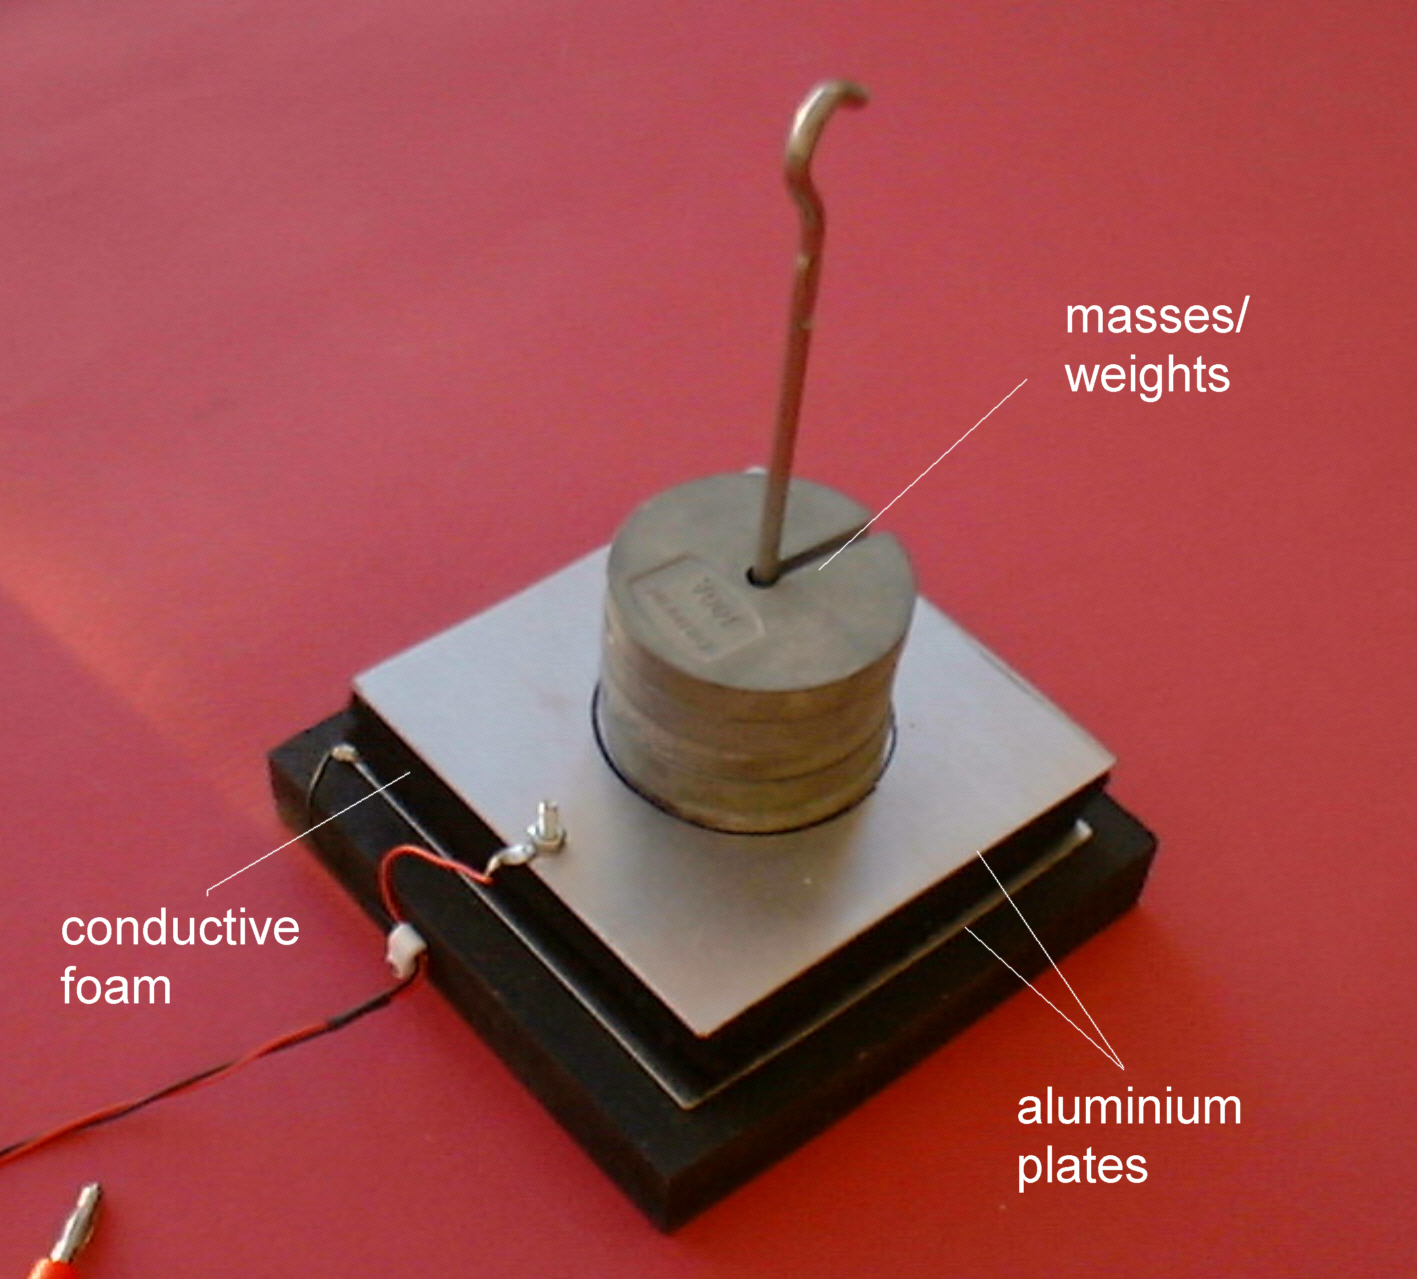 masses/
weights
conductive
foam
aluminium
plates